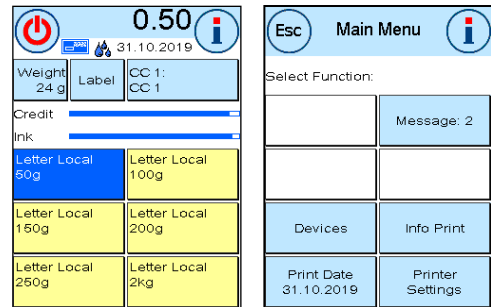 0.50
31.10.2019
Weight
24 g
Label
CC 1:
CC 1
Credit
Ink
Letter Local
50g
Letter Local
100g
Letter Local
150g
Letter Local
200g
Letter Local
250g
Letter Local
2kg
Esc
Main Menu
Select Function:
Message: 2
Devices
Info Print
Print Date
31.10.2019
Printer
Settings